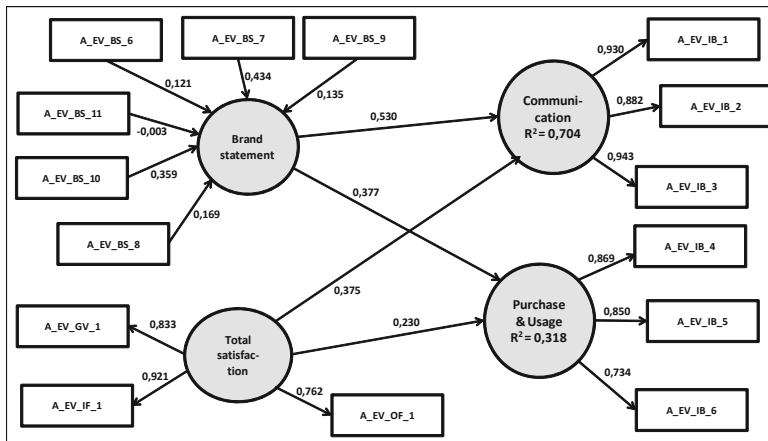 A_EV_BS_6
A_EV_BS_7
A_EV_BS_9
0,121
0,434
0,135
A_EV_BS_11
-0,003
A_EV_BS_10
0,359
A_EV_BS_8
0,169
Brand
statement
0,530
0,377
Communi-
cation
R² = 0,704
0,930
A_EV_IB_1
0,882
A_EV_IB_2
0,943
A_EV_IB_3
A_EV_GV_1
0,833
A_EV_IF_1
0,921
Total
satisfac-
tion
0,762
A_EV_OF_1
0,375
0,230
Purchase
& Usage
R² = 0,318
0,869
A_EV_IB_4
0,850
A_EV_IB_5
0,734
A_EV_IB_6